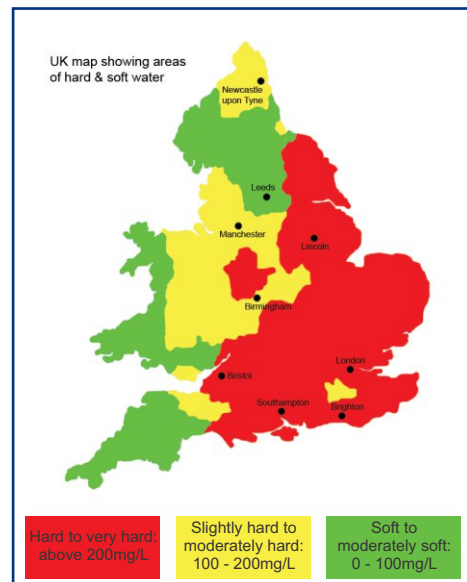 UK map showing areas
of hard & soft water
Newcastle
upon Tyne
Leeds
Manchester
Lincoln
Birmingham
London
Bristol
Southampton
Brighton
Hard to very hard:
above 200mg/L
Slightly hard to
moderately hard:
100 - 200mg/L
Soft to
moderately soft:
0 - 100mg/L